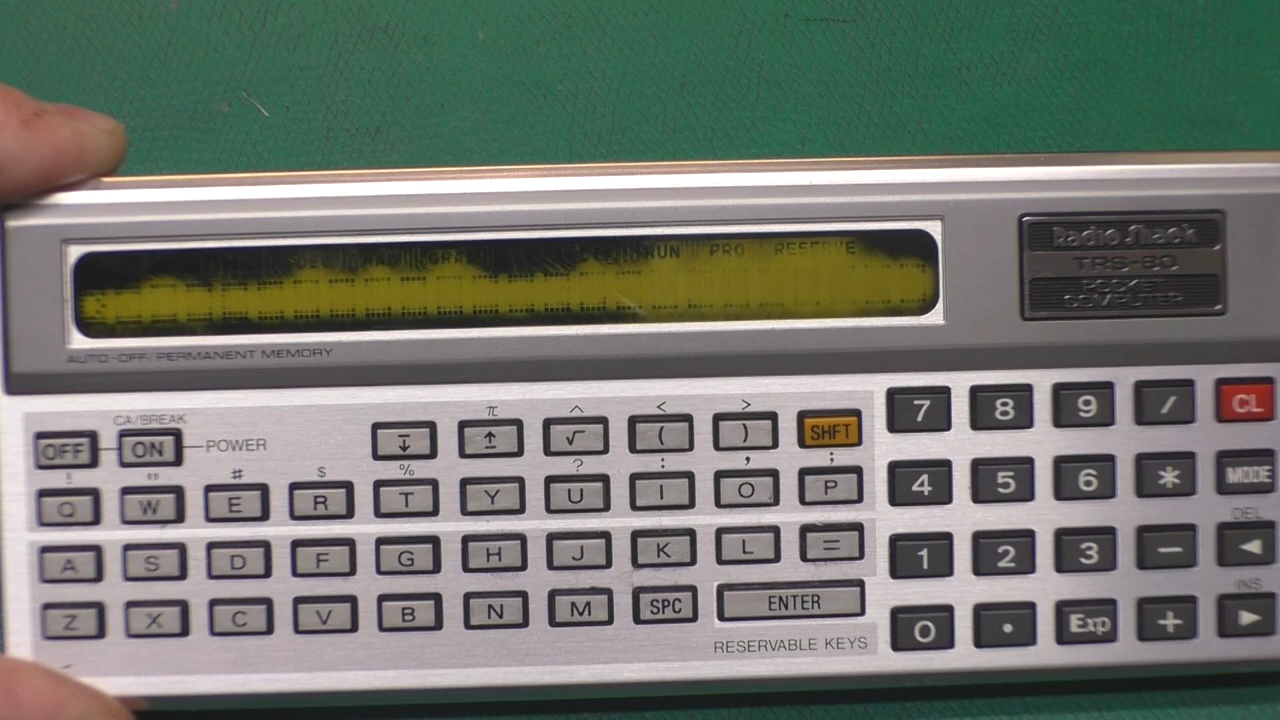 RUN PRO RESERVE
Radio Shack
TRS-80
POCKET
COMPUTER
AUTO-OFF/PERMANENT MEMORY
CA/BREAK
OFF ON POWER
π ^ < >
↧ ↥ √ ( ) SHFT
! " # $ % ? : , ;
Q W E R T Y U I O P
A S D F G H J K L =
Z X C V B N M SPC ENTER
RESERVABLE KEYS
7 8 9 / CL
4 5 6 * MODE
DEL
1 2 3 − ◄
INS
0 . Exp + ►